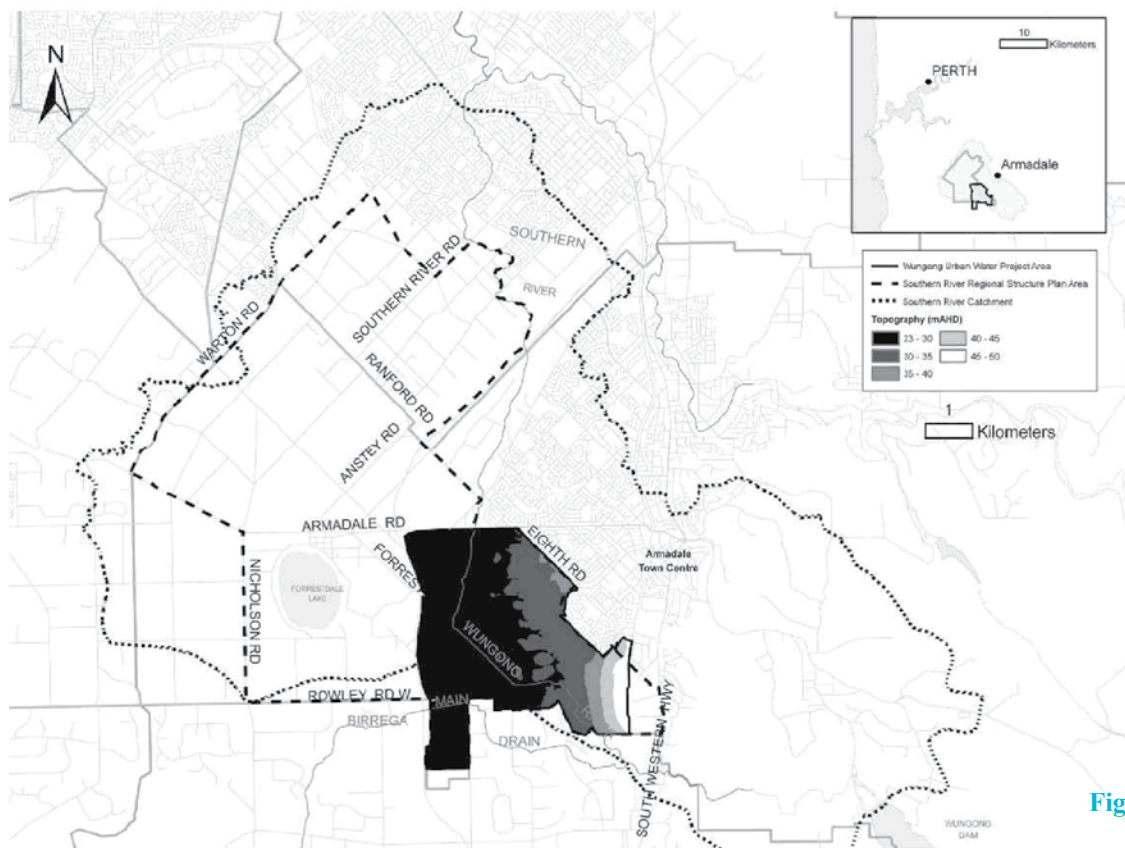 N
10
Kilometers
PERTH
Armadale
Wungong Urban Water Project Area
Southern River Regional Structure Plan Area
Southern River Catchment
Topography (mAHD)
23 - 30
40 - 45
30 - 35
45 - 50
35 - 40
1
Kilometers
SOUTHERN
RIVER
SOUTHERN RIVER RD
WARTON RD
RANFORD RD
ANSTEY RD
ARMADALE RD
EIGHTH RD
Armadale
Town Centre
FORREST
FORRESTDALE
LAKE
NICHOLSON RD
WUNGONG
ROWLEY RD W
MAIN
BIRREGA
DRAIN
SOUTH WESTERN HWY
WUNGONG
DAM
Fig